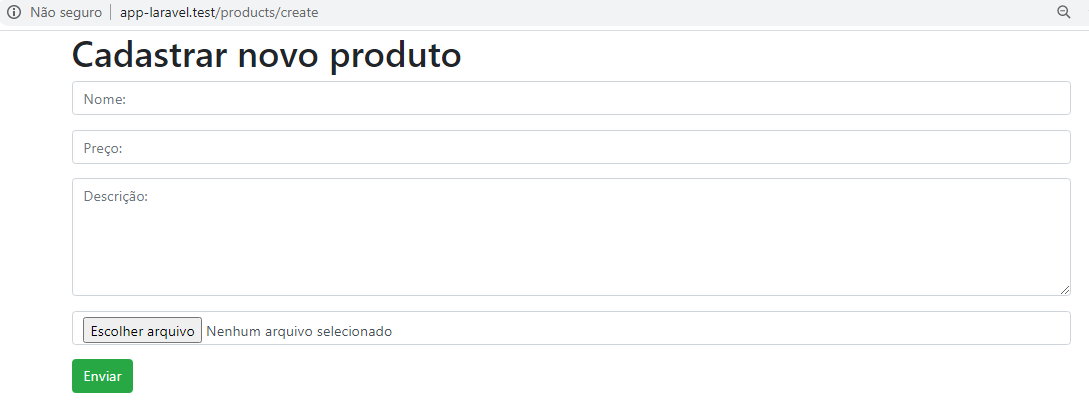 Não seguro | app-laravel.test/products/create
Cadastrar novo produto
Nome:
Preço:
Descrição:
Escolher arquivo Nenhum arquivo selecionado
Enviar